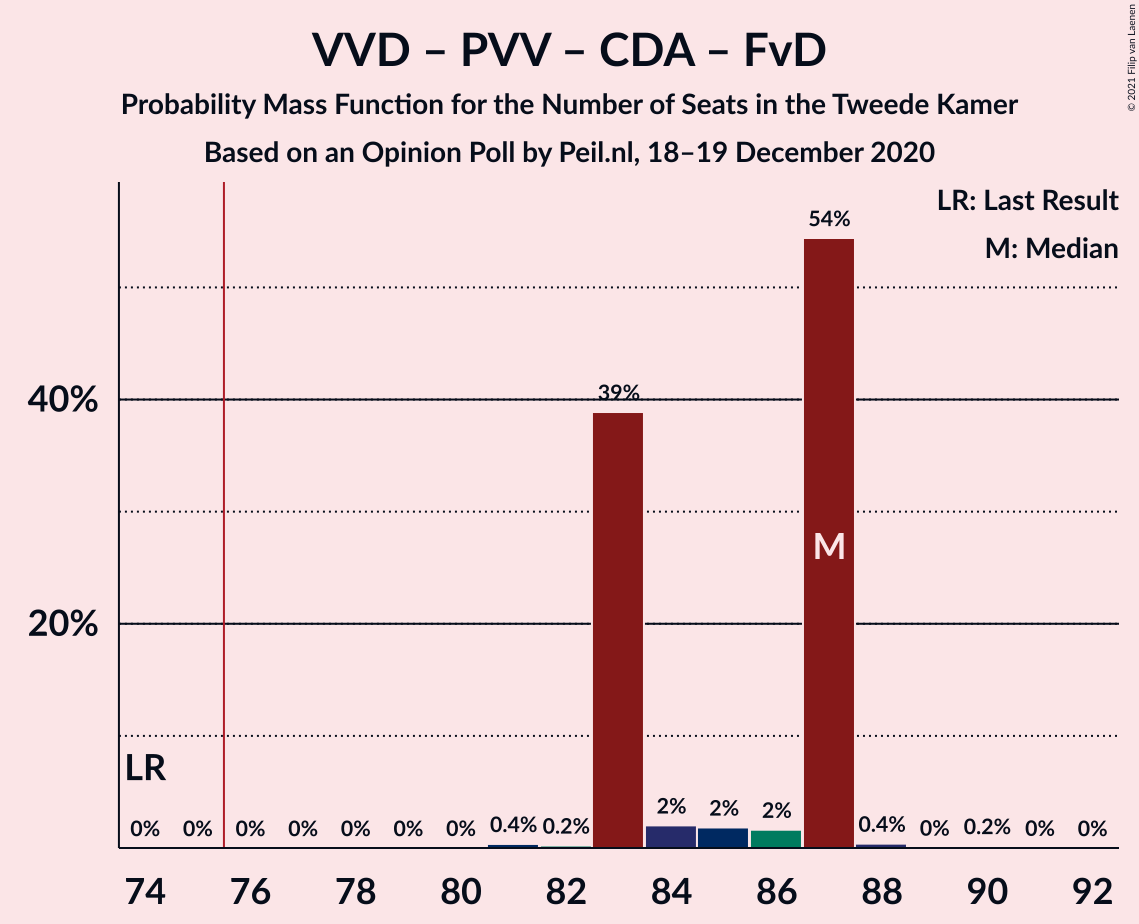 VVD – PVV – CDA – FvD
Probability Mass Function for the Number of Seats in the Tweede Kamer
Based on an Opinion Poll by Peil.nl, 18–19 December 2020
© 2021 Filip van Laenen
LR: Last Result
M: Median
54%
39%
40%
M
20%
LR
0% 0% 0% 0% 0% 0% 0% 0.4% 0.2% 2% 2% 2% 0.4% 0% 0.2% 0% 0%
74 76 78 80 82 84 86 88 90 92